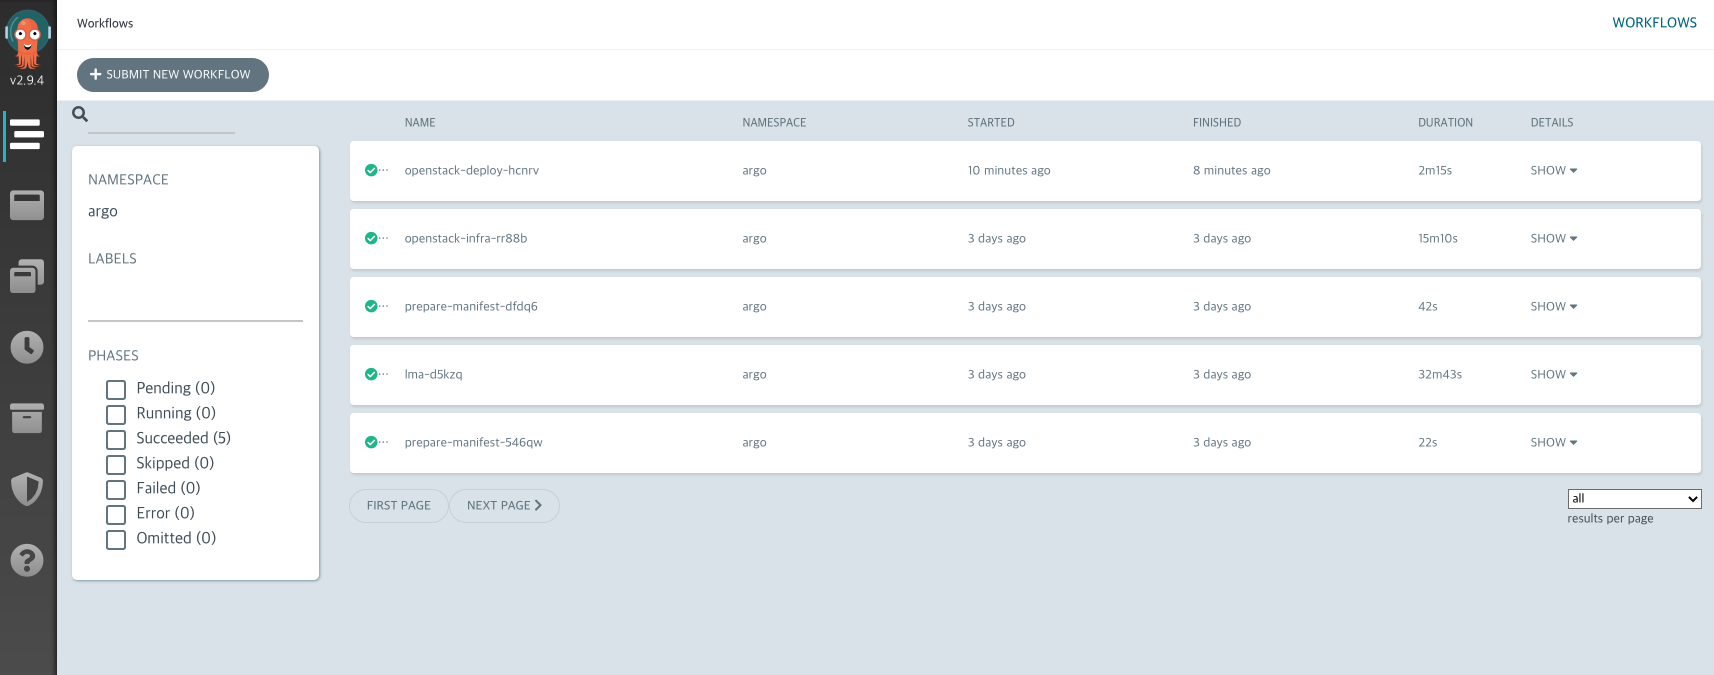 Workflows
WORKFLOWS
v2.9.4
SUBMIT NEW WORKFLOW
NAMESPACE
argo
LABELS
PHASES
Pending (0)
Running (0)
Succeeded (5)
Skipped (0)
Failed (0)
Error (0)
Omitted (0)
NAME NAMESPACE STARTED FINISHED DURATION DETAILS
openstack-deploy-hcnrv argo 10 minutes ago 8 minutes ago 2m15s SHOW
openstack-infra-rr88b argo 3 days ago 3 days ago 15m10s SHOW
prepare-manifest-dfdq6 argo 3 days ago 3 days ago 42s SHOW
lma-d5kzq argo 3 days ago 3 days ago 32m43s SHOW
prepare-manifest-546qw argo 3 days ago 3 days ago 22s SHOW
FIRST PAGE NEXT PAGE
all
results per page